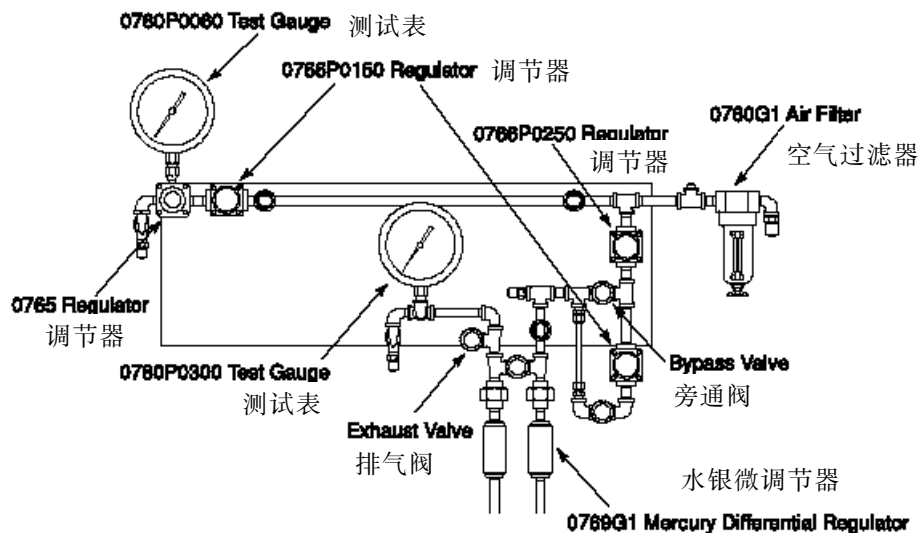 0760P0060 Test Gauge 测试表
0766P0150 Regulator 调节器
0766P0250 Regulator
调节器
0760G1 Air Filter
空气过滤器
0765 Regulator
调节器
0760P0300 Test Gauge
测试表
Exhaust Valve
排气阀
Bypass Valve
旁通阀
水银微调节器
0769G1 Mercury Differential Regulator